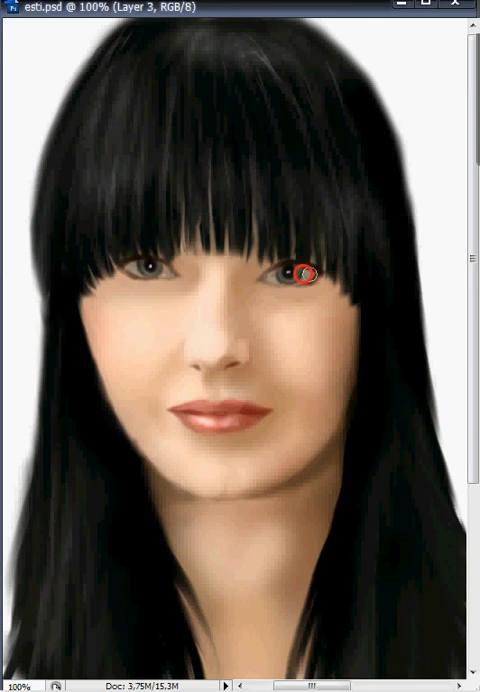 esti.psd @ 100% (Layer 3, RGB/8)
100% Doc: 3,75M/15,3M